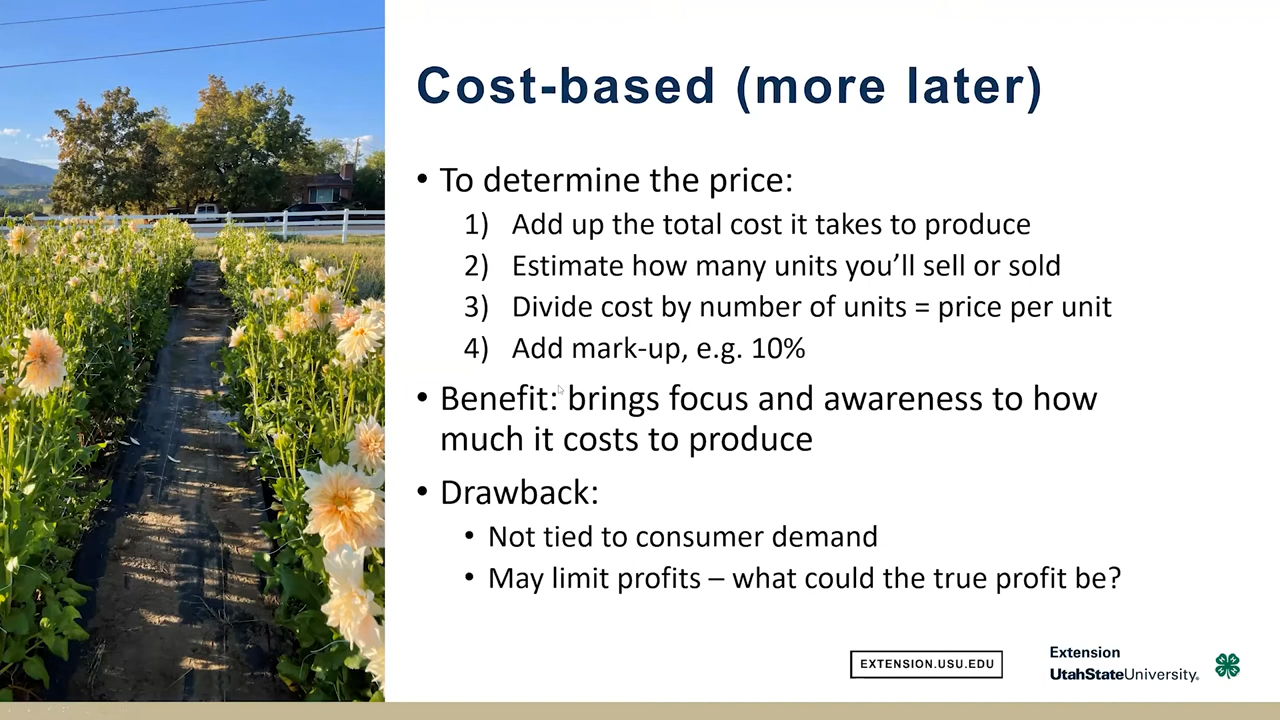 Cost-based (more later)
• To determine the price:
1) Add up the total cost it takes to produce
2) Estimate how many units you’ll sell or sold
3) Divide cost by number of units = price per unit
4) Add mark-up, e.g. 10%
• Benefit: brings focus and awareness to how
much it costs to produce
• Drawback:
• Not tied to consumer demand
• May limit profits – what could the true profit be?
EXTENSION.USU.EDU
Extension
UtahStateUniversity®